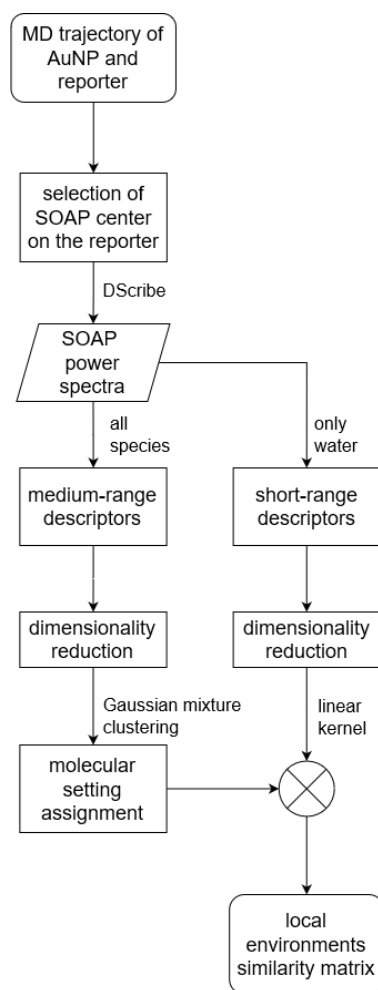 MD trajectory of
AuNP and
reporter
selection of
SOAP center
on the reporter
DScribe
SOAP
power
spectra
all
species
only
water
medium-range
descriptors
short-range
descriptors
dimensionality
reduction
dimensionality
reduction
Gaussian mixture
clustering
linear
kernel
molecular
setting
assignment
local
environments
similarity matrix